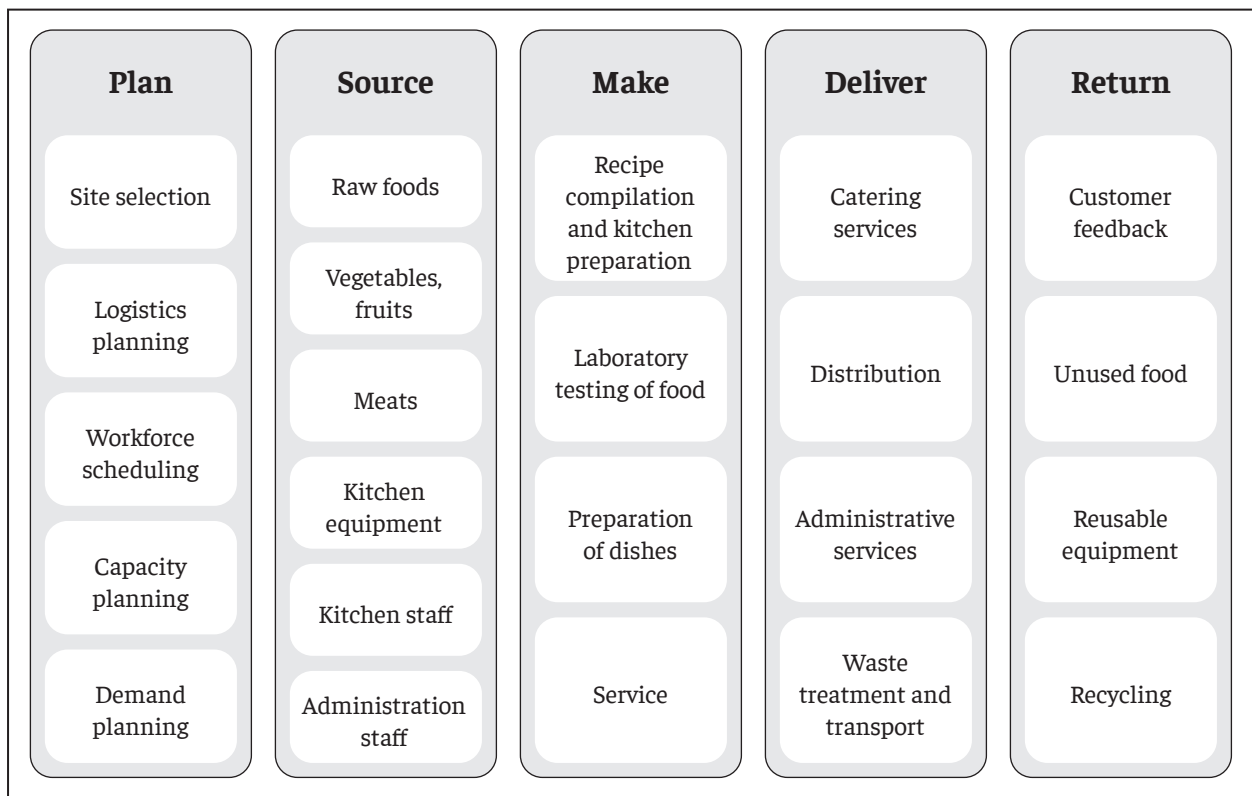 Plan
Site selection
Logistics
planning
Workforce
scheduling
Capacity
planning
Demand
planning
Source
Raw foods
Vegetables,
fruits
Meats
Kitchen
equipment
Kitchen staff
Administration
staff
Make
Recipe
compilation
and kitchen
preparation
Laboratory
testing of food
Preparation
of dishes
Service
Deliver
Catering
services
Distribution
Administrative
services
Waste
treatment and
transport
Return
Customer
feedback
Unused food
Reusable
equipment
Recycling